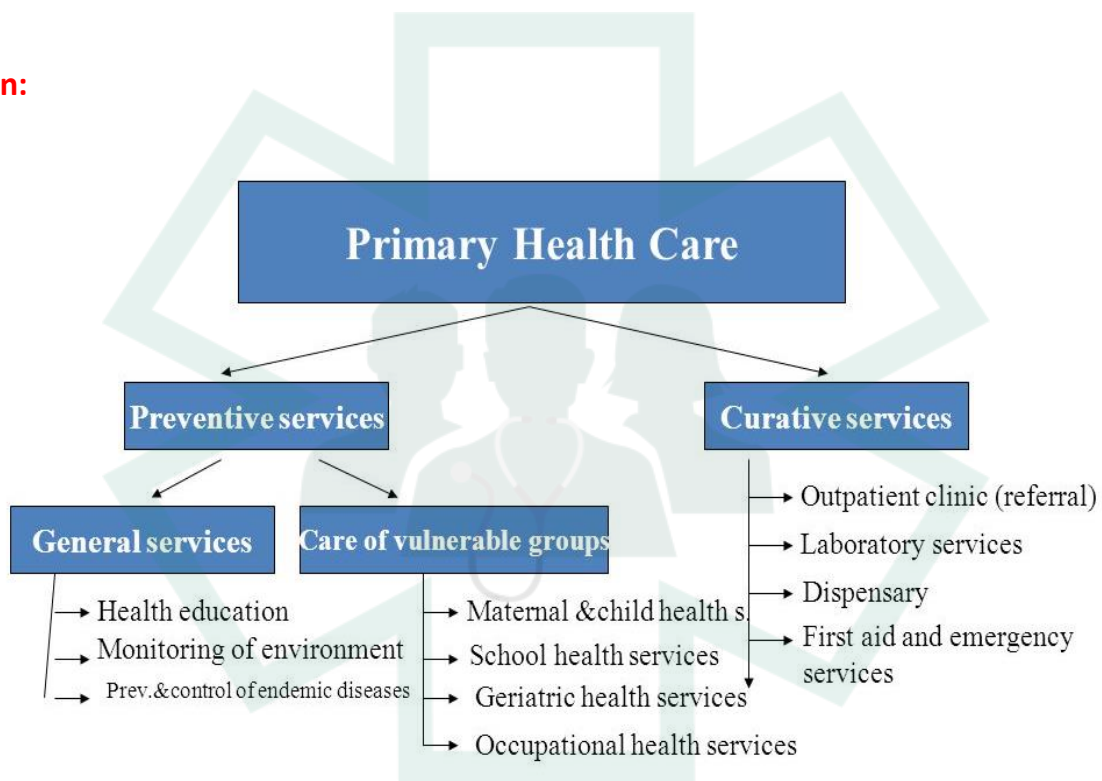 n:
Primary Health Care
Preventive services
Curative services
General services
Care of vulnerable groups
Health education
Monitoring of environment
Prev.&control of endemic diseases
Maternal &child health s.
School health services
Geriatric health services
Occupational health services
Outpatient clinic (referral)
Laboratory services
Dispensary
First aid and emergency
services